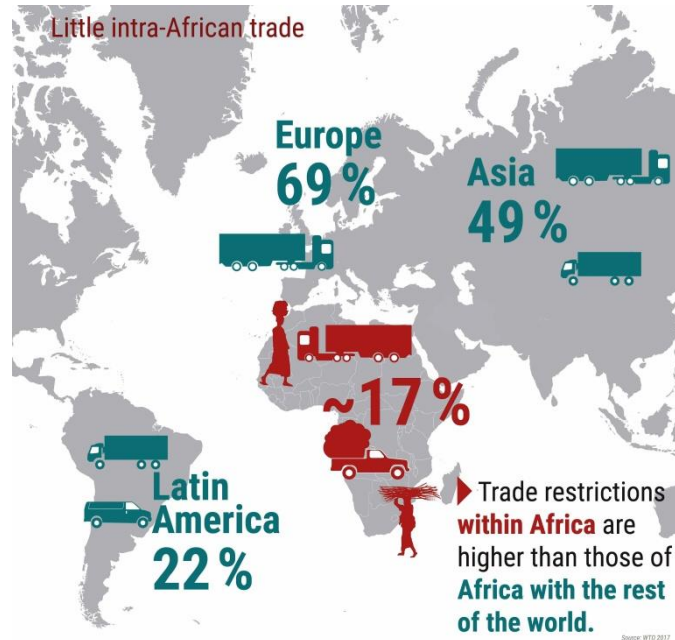 Little intra-African trade
Europe
69 %
Asia
49 %
~17 %
Latin
America
22 %
Trade restrictions
within Africa are
higher than those of
Africa with the rest
of the world.
Source: WTO 2017